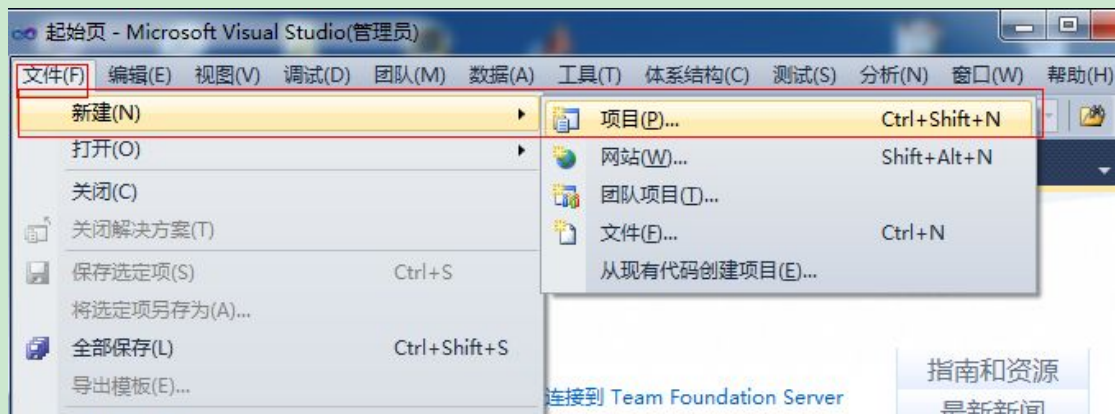 起始页 - Microsoft Visual Studio(管理员)
文件(F) 编辑(E) 视图(V) 调试(D) 团队(M) 数据(A) 工具(T) 体系结构(C) 测试(S) 分析(N) 窗口(W) 帮助(H)
新建(N)
项目(P)... Ctrl+Shift+N
打开(O)
网站(W)... Shift+Alt+N
关闭(C)
团队项目(T)...
关闭解决方案(T)
文件(F)... Ctrl+N
保存选定项(S) Ctrl+S
从现有代码创建项目(E)...
将选定项另存为(A)...
全部保存(L) Ctrl+Shift+S
导出模板(E)...
连接到 Team Foundation Server
指南和资源
最新新闻